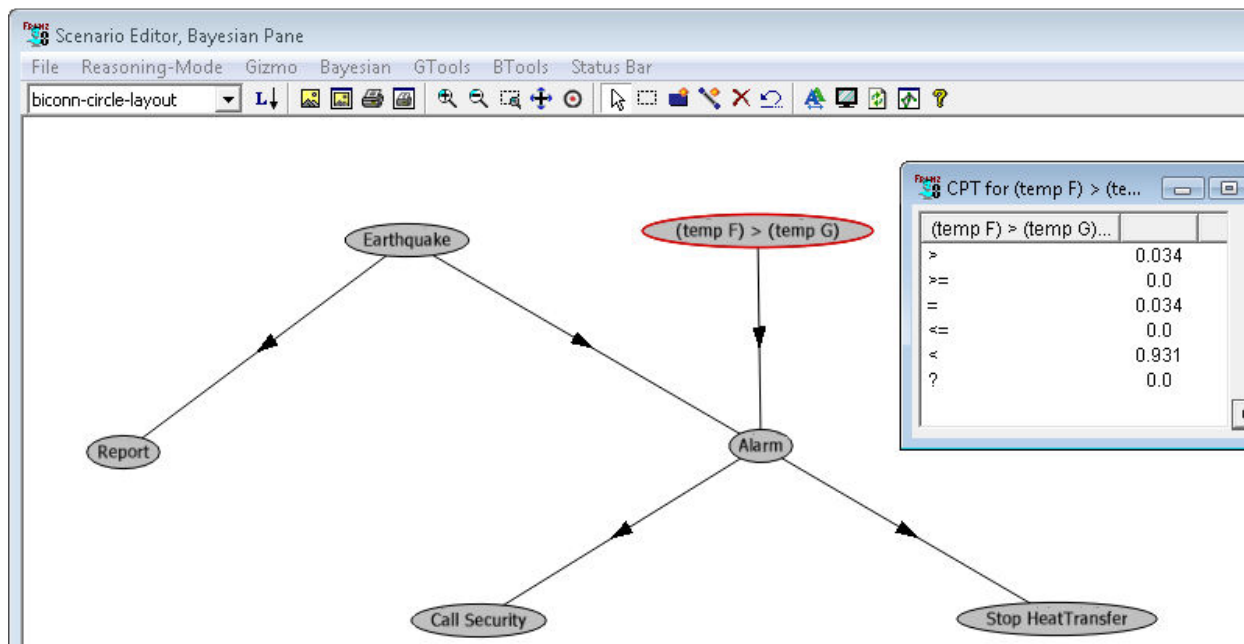 FRANZ Scenario Editor, Bayesian Pane
File Reasoning-Mode Gizmo Bayesian GTools BTools Status Bar
biconn-circle-layout L
Earthquake
(temp F) > (temp G)
Report
Alarm
Call Security
Stop HeatTransfer
FRANZ CPT for (temp F) > (te...
(temp F) > (temp G)...
> 0.034
>= 0.0
= 0.034
<= 0.0
< 0.931
? 0.0